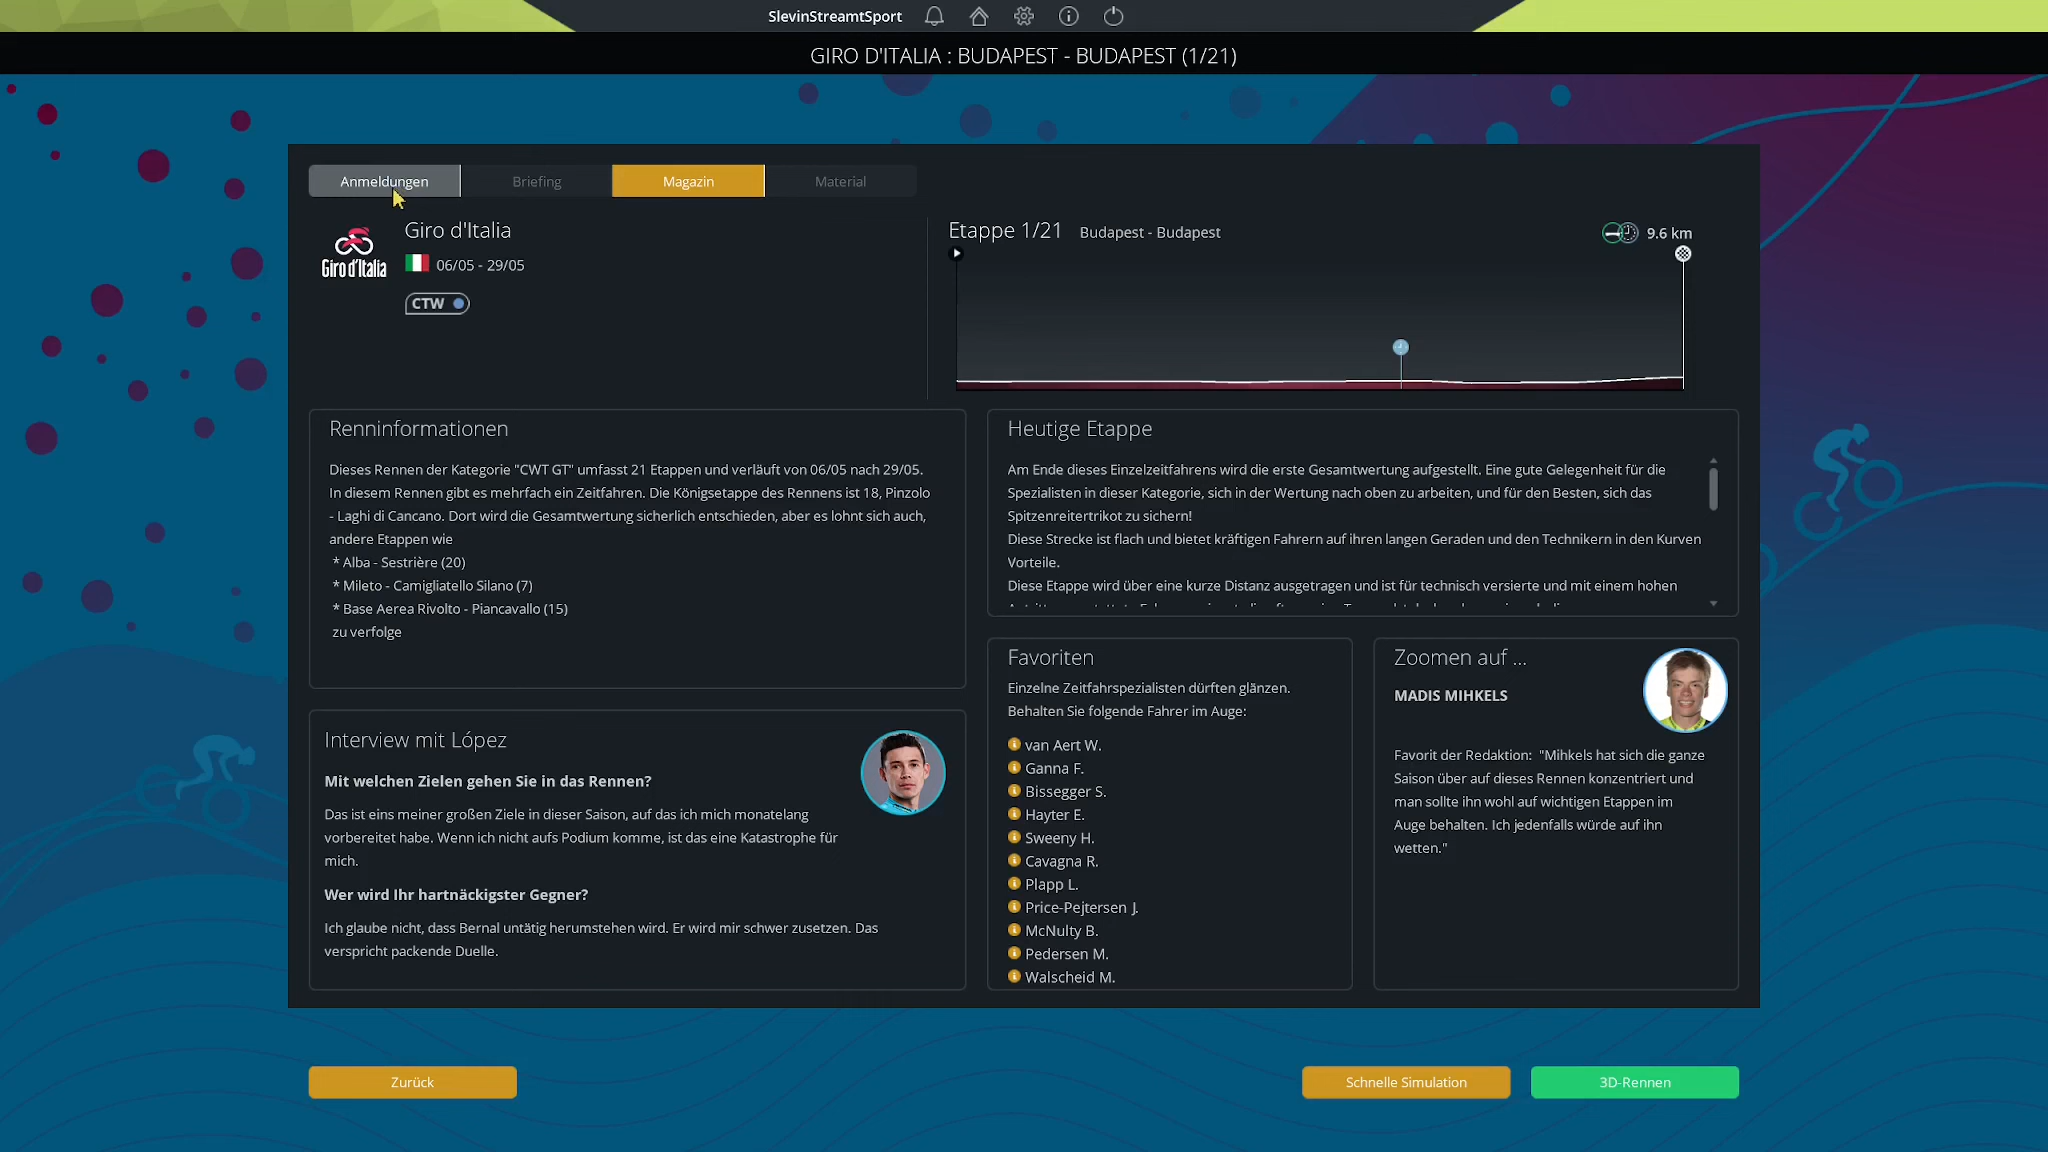 SlevinStreamtSport
GIRO D'ITALIA : BUDAPEST - BUDAPEST (1/21)
Anmeldungen
Briefing
Magazin
Material
Giro d'Italia
Giro d'Italia
06/05 - 29/05
CTW
Etappe 1/21
Budapest - Budapest
9.6 km
Renninformationen
Dieses Rennen der Kategorie "CWT GT" umfasst 21 Etappen und verläuft von 06/05 nach 29/05.
In diesem Rennen gibt es mehrfach ein Zeitfahren. Die Königsetappe des Rennens ist 18, Pinzolo
- Laghi di Cancano. Dort wird die Gesamtwertung sicherlich entschieden, aber es lohnt sich auch,
andere Etappen wie
* Alba - Sestrière (20)
* Mileto - Camigliatello Silano (7)
* Base Aerea Rivolto - Piancavallo (15)
zu verfolge
Heutige Etappe
Am Ende dieses Einzelzeitfahrens wird die erste Gesamtwertung aufgestellt. Eine gute Gelegenheit für die
Spezialisten in dieser Kategorie, sich in der Wertung nach oben zu arbeiten, und für den Besten, sich das
Spitzenreitertrikot zu sichern!
Diese Strecke ist flach und bietet kräftigen Fahrern auf ihren langen Geraden und den Technikern in den Kurven
Vorteile.
Diese Etappe wird über eine kurze Distanz ausgetragen und ist für technisch versierte und mit einem hohen
Interview mit López
Mit welchen Zielen gehen Sie in das Rennen?
Das ist eins meiner großen Ziele in dieser Saison, auf das ich mich monatelang
vorbereitet habe. Wenn ich nicht aufs Podium komme, ist das eine Katastrophe für
mich.
Wer wird Ihr hartnäckigster Gegner?
Ich glaube nicht, dass Bernal untätig herumstehen wird. Er wird mir schwer zusetzen. Das
verspricht packende Duelle.
Favoriten
Einzelne Zeitfahrspezialisten dürften glänzen.
Behalten Sie folgende Fahrer im Auge:
van Aert W.
Ganna F.
Bissegger S.
Hayter E.
Sweeny H.
Cavagna R.
Plapp L.
Price-Pejtersen J.
McNulty B.
Pedersen M.
Walscheid M.
Zoomen auf ...
MADIS MIHKELS
Favorit der Redaktion: "Mihkels hat sich die ganze
Saison über auf dieses Rennen konzentriert und
man sollte ihn wohl auf wichtigen Etappen im
Auge behalten. Ich jedenfalls würde auf ihn
wetten."
Zurück
Schnelle Simulation
3D-Rennen